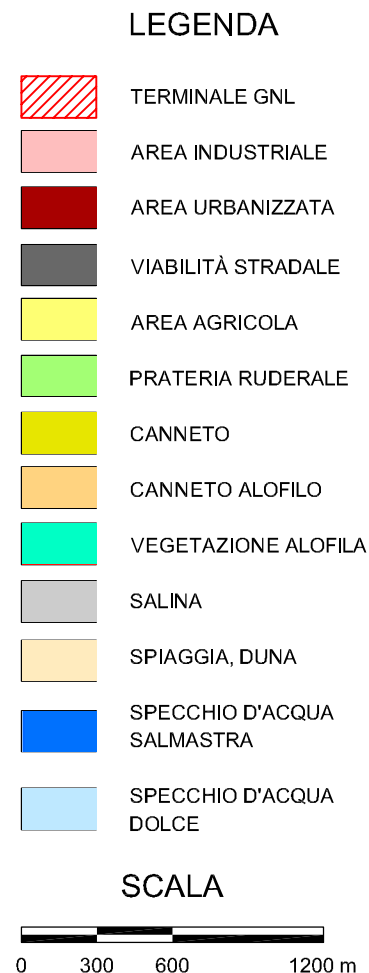 LEGENDA
TERMINALE GNL
AREA INDUSTRIALE
AREA URBANIZZATA
VIABILITÀ STRADALE
AREA AGRICOLA
PRATERIA RUDERALE
CANNETO
CANNETO ALOFILO
VEGETAZIONE ALOFILA
SALINA
SPIAGGIA, DUNA
SPECCHIO D'ACQUA
SALMASTRA
SPECCHIO D'ACQUA
DOLCE
SCALA
0 300 600 1200 m